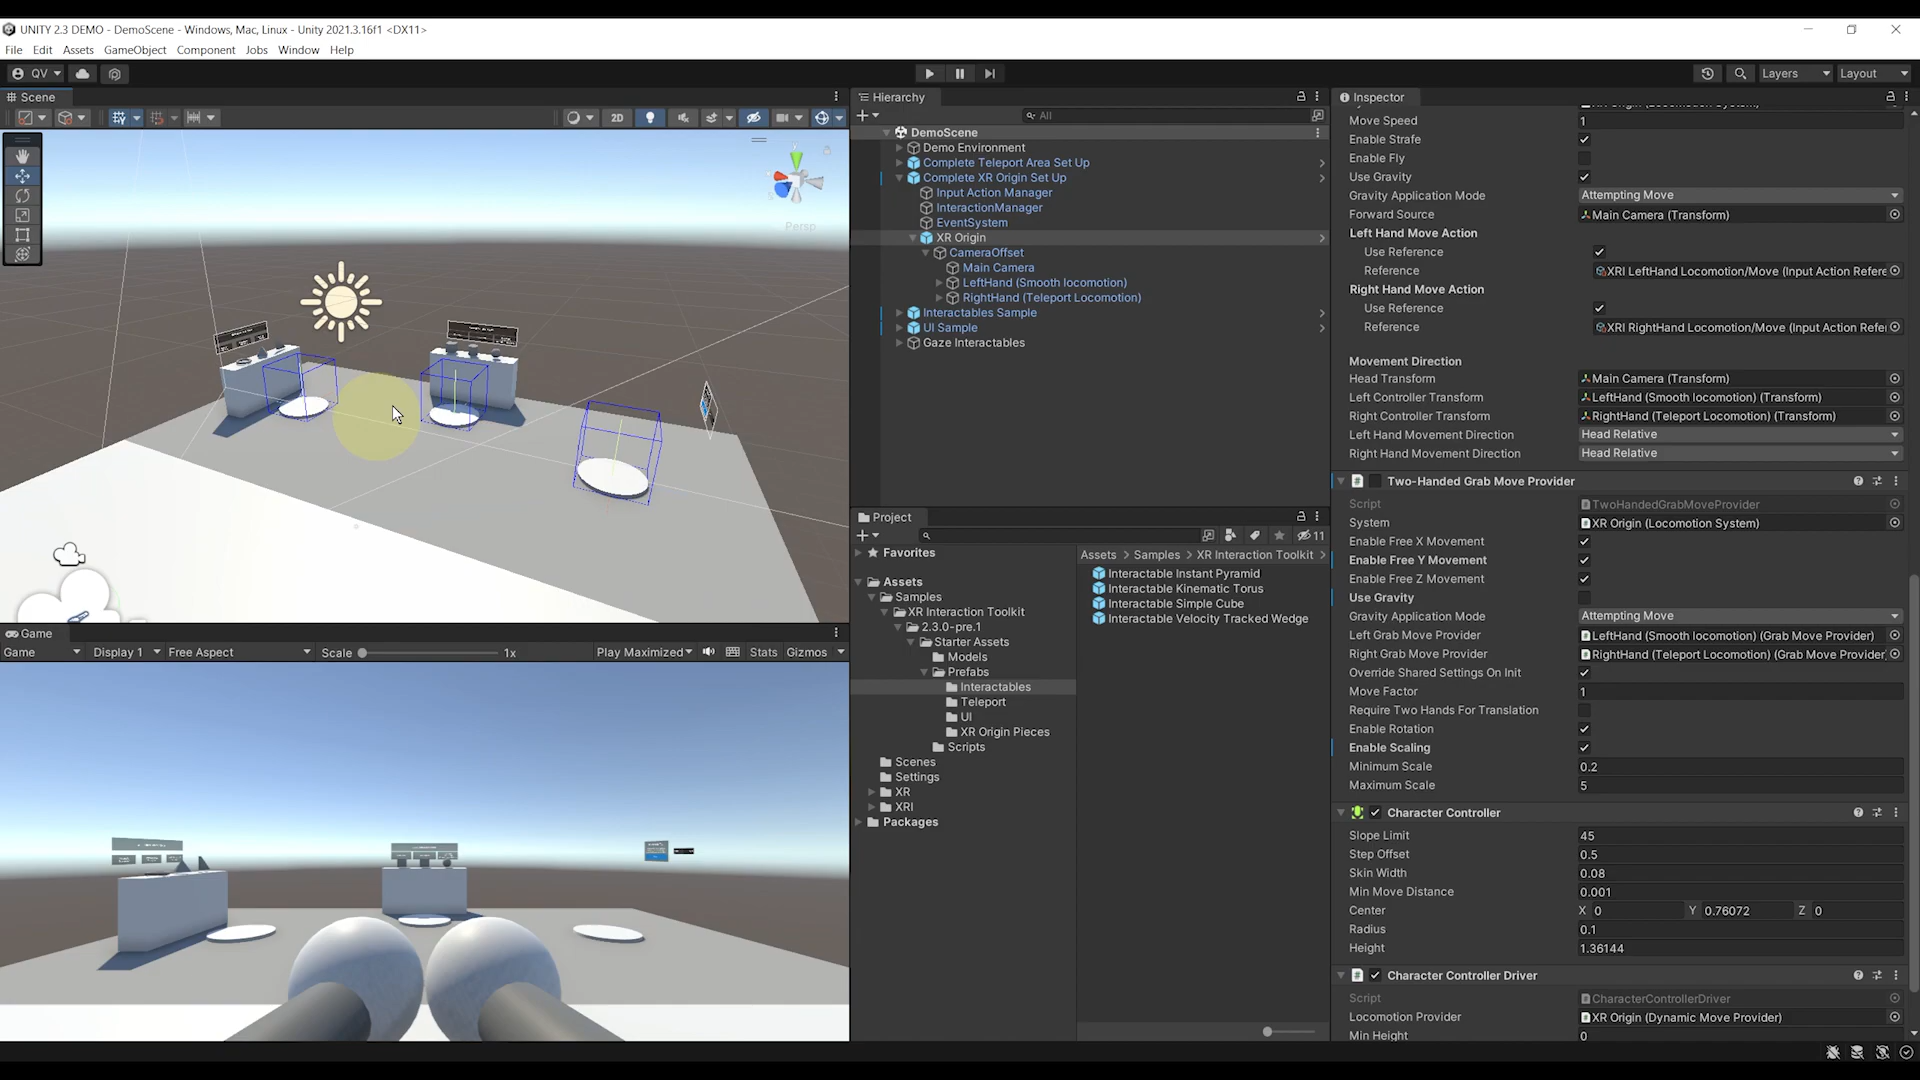 UNITY 2.3 DEMO - DemoScene - Windows, Mac, Linux - Unity 2021.3.16f1 <DX11>
File Edit Assets GameObject Component Jobs Window Help
QV
Layers
Layout
Scene
2D
Persp
Hierarchy
All
DemoScene
Demo Environment
Complete Teleport Area Set Up
Complete XR Origin Set Up
Input Action Manager
InteractionManager
EventSystem
XR Origin
CameraOffset
Main Camera
LeftHand (Smooth locomotion)
RightHand (Teleport Locomotion)
Interactables Sample
UI Sample
Gaze Interactables
Game
Game Display 1 Free Aspect Scale 1x Play Maximized Stats Gizmos
Project
11
Favorites
Assets
Samples
XR Interaction Toolkit
2.3.0-pre.1
Starter Assets
Models
Prefabs
Interactables
Teleport
UI
XR Origin Pieces
Scripts
Scenes
Settings
XR
XRI
Packages
Assets > Samples > XR Interaction Toolkit >
Interactable Instant Pyramid
Interactable Kinematic Torus
Interactable Simple Cube
Interactable Velocity Tracked Wedge
Inspector
Move Speed 1
Enable Strafe
Enable Fly
Use Gravity
Gravity Application Mode Attempting Move
Forward Source Main Camera (Transform)
Left Hand Move Action
Use Reference
Reference XRI LeftHand Locomotion/Move (Input Action Refere
Right Hand Move Action
Use Reference
Reference XRI RightHand Locomotion/Move (Input Action Refe
Movement Direction
Head Transform Main Camera (Transform)
Left Controller Transform LeftHand (Smooth locomotion) (Transform)
Right Controller Transform RightHand (Teleport Locomotion) (Transform)
Left Hand Movement Direction Head Relative
Right Hand Movement Direction Head Relative
Two-Handed Grab Move Provider
Script TwoHandedGrabMoveProvider
System XR Origin (Locomotion System)
Enable Free X Movement
Enable Free Y Movement
Enable Free Z Movement
Use Gravity
Gravity Application Mode Attempting Move
Left Grab Move Provider LeftHand (Smooth locomotion) (Grab Move Provider)
Right Grab Move Provider RightHand (Teleport Locomotion) (Grab Move Provider
Override Shared Settings On Init
Move Factor 1
Require Two Hands For Translation
Enable Rotation
Enable Scaling
Minimum Scale 0.2
Maximum Scale 5
Character Controller
Slope Limit 45
Step Offset 0.5
Skin Width 0.08
Min Move Distance 0.001
Center X 0 Y 0.76072 Z 0
Radius 0.1
Height 1.36144
Character Controller Driver
Script CharacterControllerDriver
Locomotion Provider XR Origin (Dynamic Move Provider)
Min Height 0